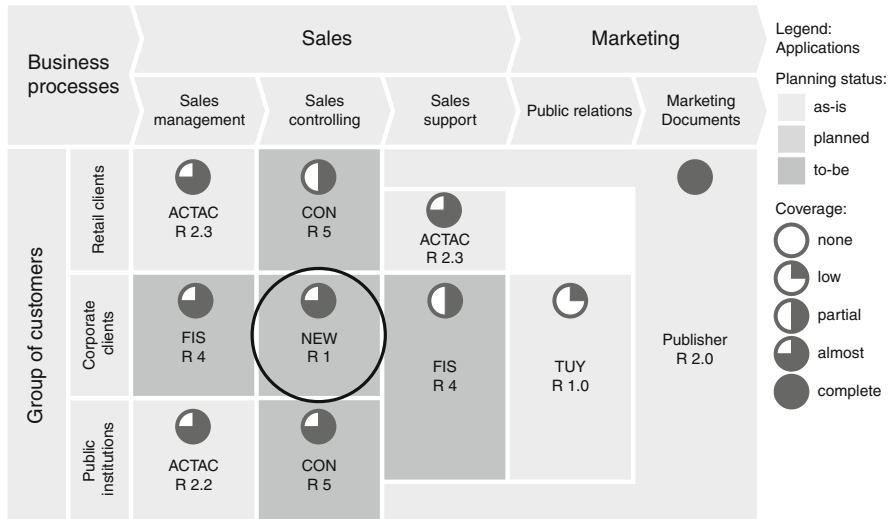 Business
processes
Sales
Marketing
Sales
management
Sales
controlling
Sales
support
Public relations
Marketing
Documents
Group of customers
Retail clients
ACTAC
R 2.3
CON
R 5
ACTAC
R 2.3
Corporate
clients
FIS
R 4
NEW
R 1
FIS
R 4
TUY
R 1.0
Publisher
R 2.0
Public
institutions
ACTAC
R 2.2
CON
R 5
Legend:
Applications
Planning status:
as-is
planned
to-be
Coverage:
none
low
partial
almost
complete